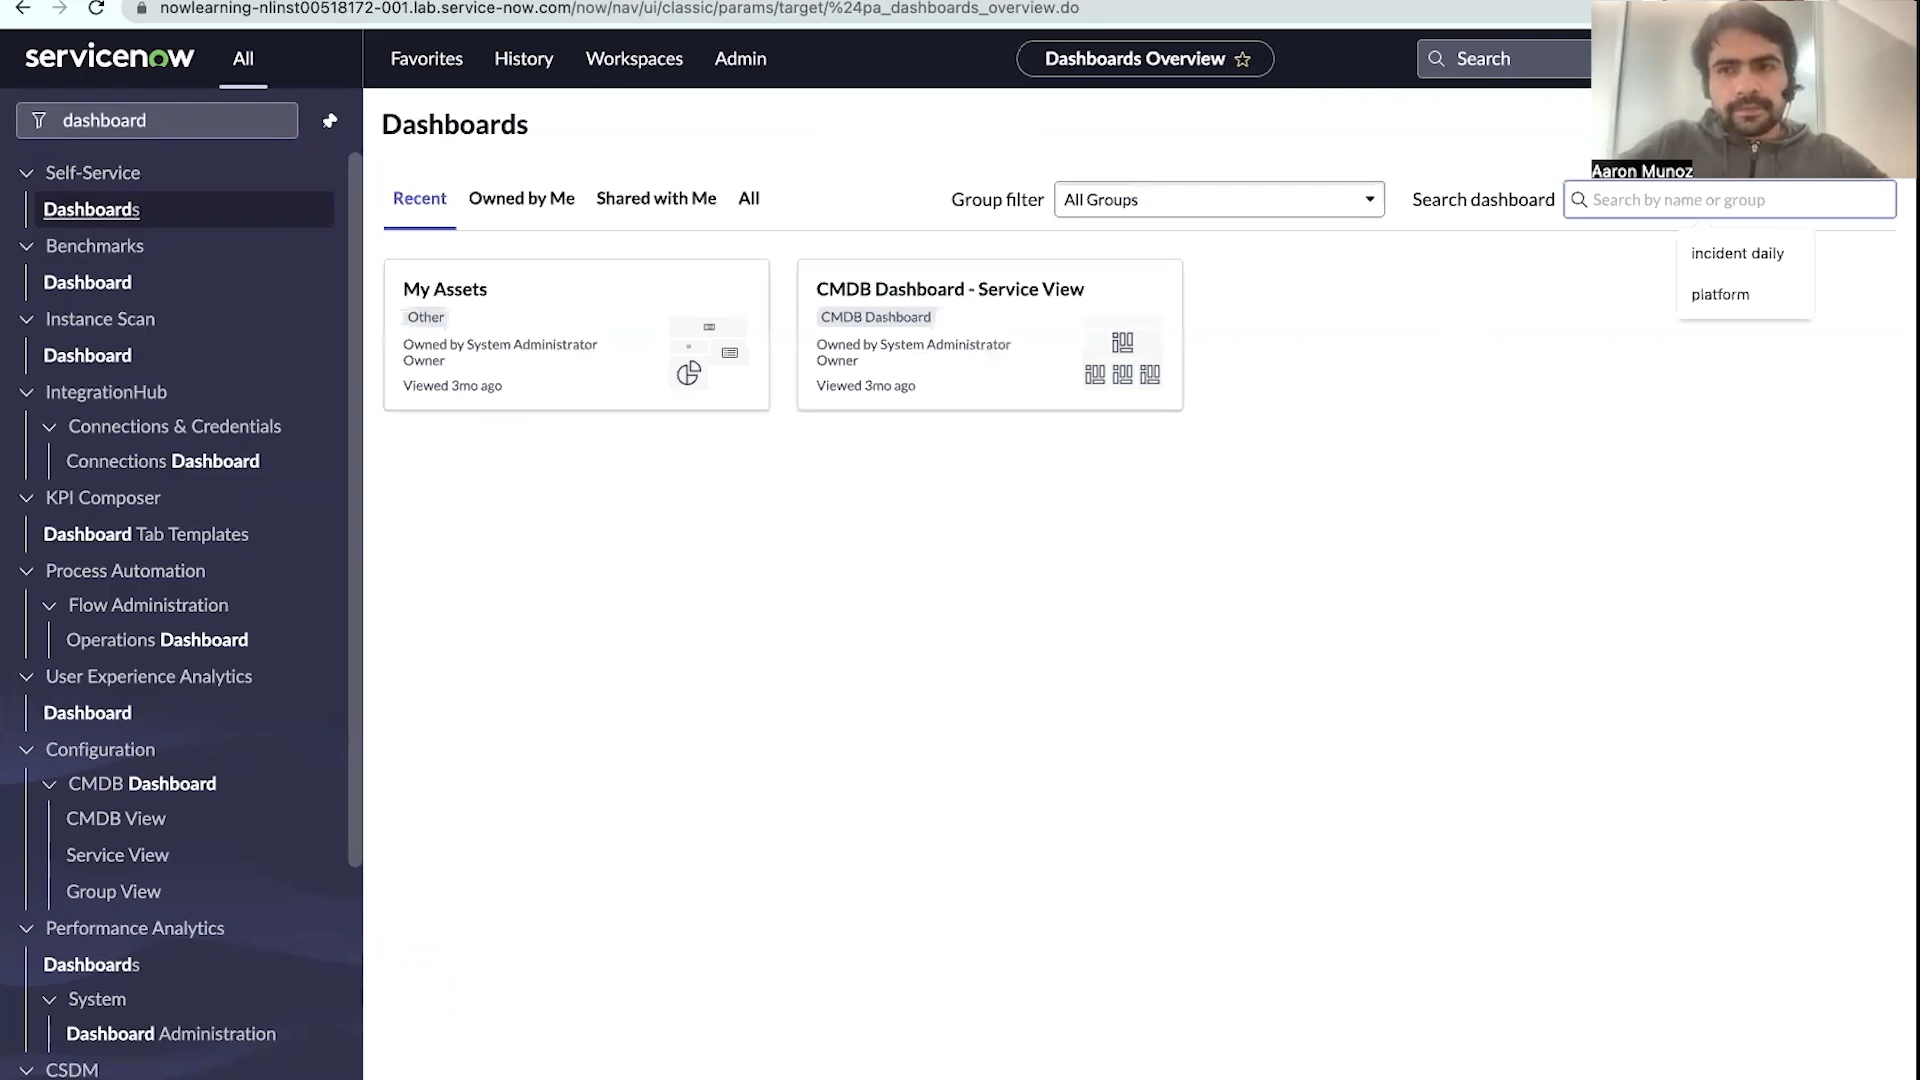 nowlearning-nlinst00518172-001.lab.service-now.com/now/nav/ui/classic/params/target/%24pa_dashboards_overview.do
servicenow
All
Favorites
History
Workspaces
Admin
Dashboards Overview
Search
dashboard
Self-Service
Dashboards
Benchmarks
Dashboard
Instance Scan
Dashboard
IntegrationHub
Connections & Credentials
Connections Dashboard
KPI Composer
Dashboard Tab Templates
Process Automation
Flow Administration
Operations Dashboard
User Experience Analytics
Dashboard
Configuration
CMDB Dashboard
CMDB View
Service View
Group View
Performance Analytics
Dashboards
System
Dashboard Administration
CSDM
Dashboards
Aaron Munoz
Recent
Owned by Me
Shared with Me
All
Group filter
All Groups
Search dashboard
Search by name or group
incident daily
platform
My Assets
Other
Owned by System Administrator
Owner
Viewed 3mo ago
CMDB Dashboard - Service View
CMDB Dashboard
Owned by System Administrator
Owner
Viewed 3mo ago